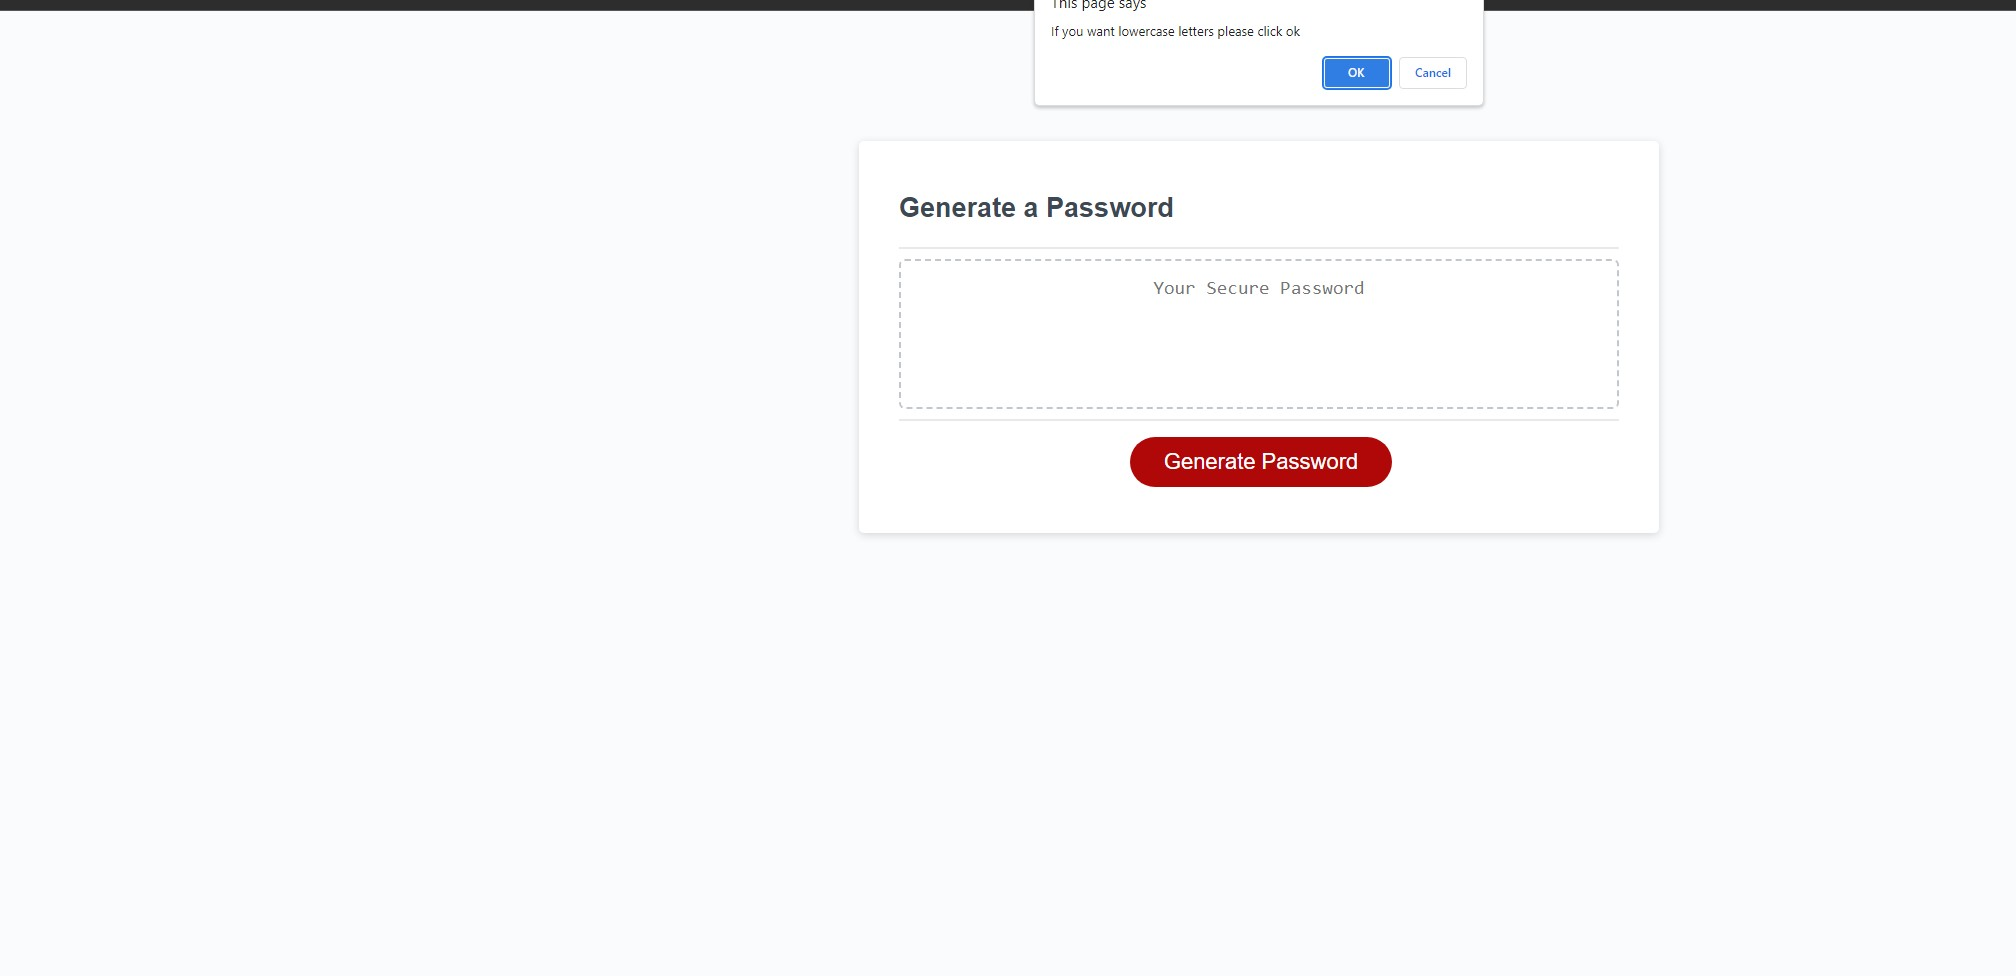 This page says
If you want lowercase letters please click ok
OK Cancel
Generate a Password
Your Secure Password
Generate Password